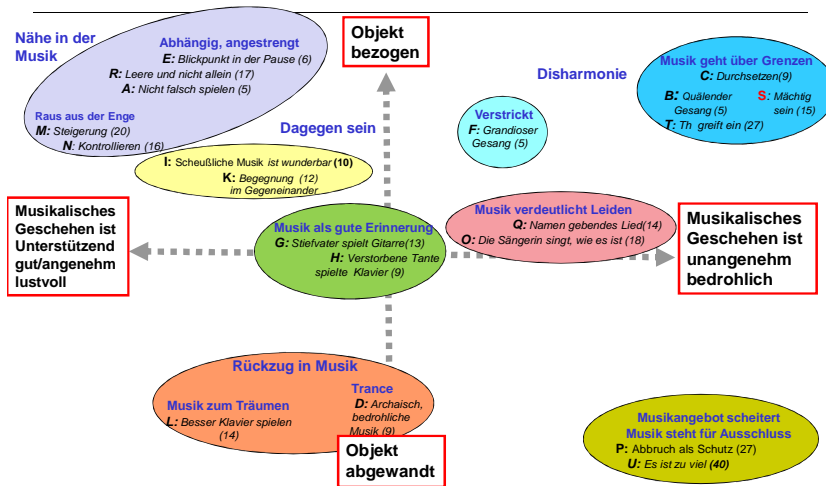 Nähe in der
Musik
Abhängig, angestrengt
E: Blickpunkt in der Pause (6)
R: Leere und nicht allein (17)
A: Nicht falsch spielen (5)
Raus aus der Enge
M: Steigerung (20)
N: Kontrollieren (16)
Objekt
bezogen
Disharmonie
Musik geht über Grenzen
C: Durchsetzen(9)
B: Quälender
Gesang (5)
S: Mächtig
sein (15)
T: Th greift ein (27)
Verstrickt
F: Grandioser
Gesang (5)
Dagegen sein
I: Scheußliche Musik ist wunderbar (10)
K: Begegnung (12)
im Gegeneinander
Musikalisches
Geschehen ist
Unterstützend
gut/angenehm
lustvoll
Musik als gute Erinnerung
G: Stiefvater spielt Gitarre(13)
H: Verstorbene Tante
spielte Klavier (9)
Musik verdeutlicht Leiden
Q: Namen gebendes Lied(14)
O: Die Sängerin singt, wie es ist (18)
Musikalisches
Geschehen ist
unangenehm
bedrohlich
Rückzug in Musik
Musik zum Träumen
L: Besser Klavier spielen
(14)
Trance
D: Archaisch,
bedrohliche
Musik (9)
Objekt
abgewandt
Musikangebot scheitert
Musik steht für Ausschluss
P: Abbruch als Schutz (27)
U: Es ist zu viel (40)